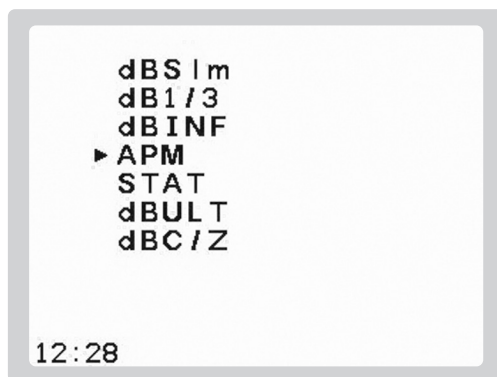 dBSlm
dB1/3
dBINF
▶APM
STAT
dBULT
dBC/Z
12:28